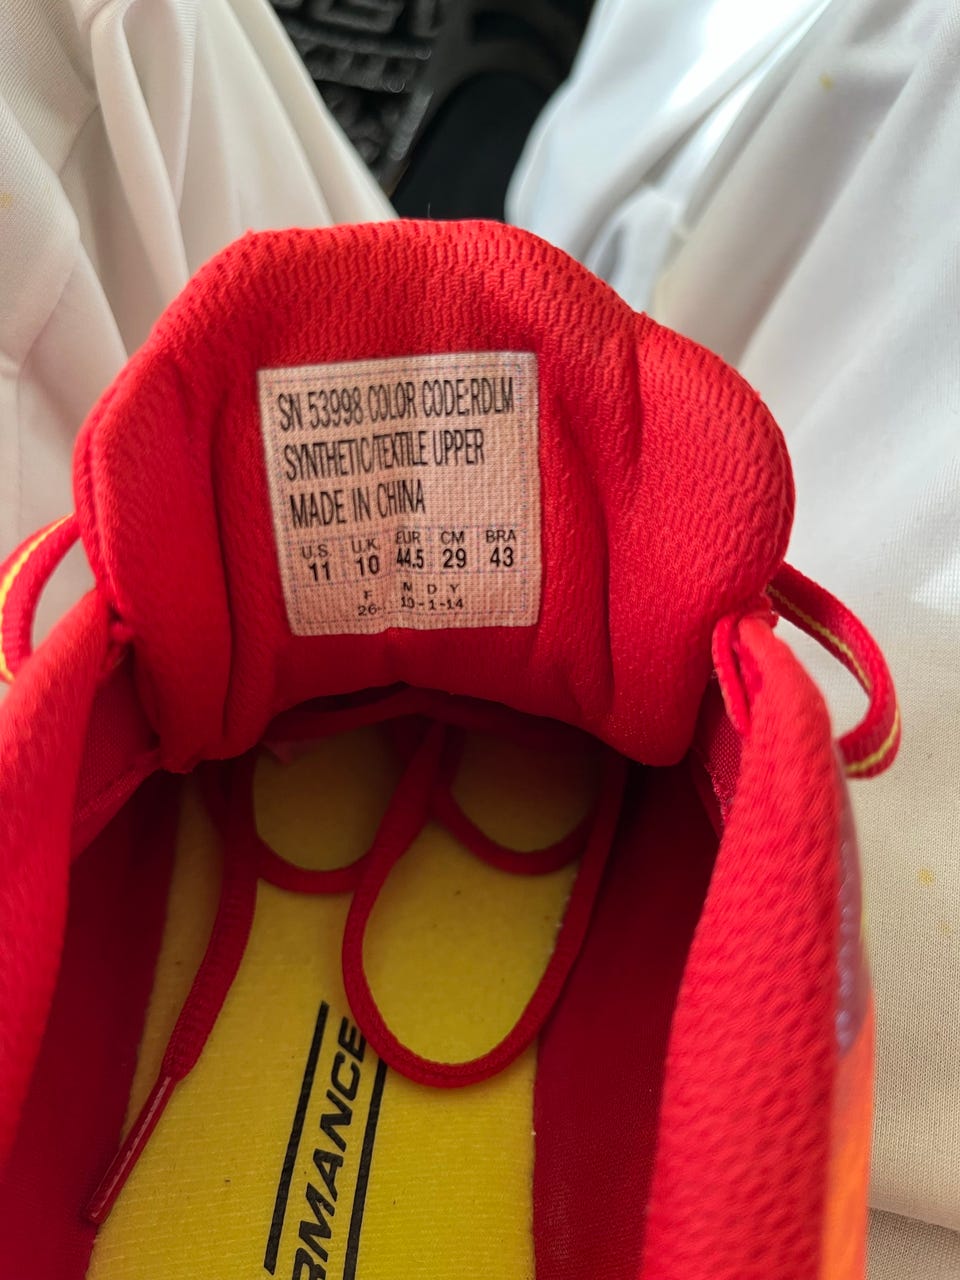 SN 53998 COLOR CODE:RDLM
SYNTHETIC/TEXTILE UPPER
MADE IN CHINA
U.S U.K EUR CM BRA
11 10 44.5 29 43
F M D Y
26- 10-1-14
RMANCE